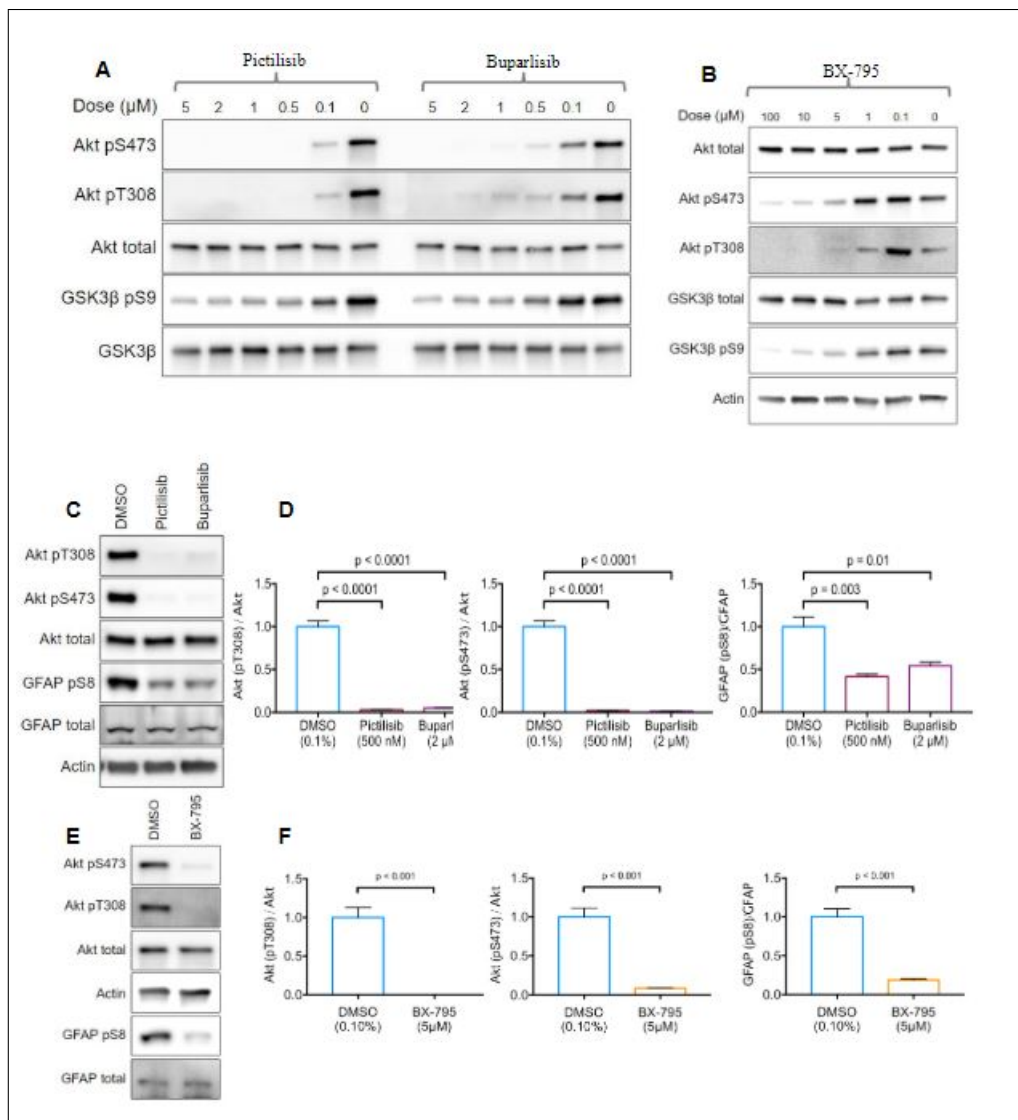 A
Pictilisib
Buparlisib
Dose (µM) 5 2 1 0.5 0.1 0 5 2 1 0.5 0.1 0
Akt pS473
Akt pT308
Akt total
GSK3β pS9
GSK3β
B
BX-795
Dose (µM) 100 10 5 1 0.1 0
Akt total
Akt pS473
Akt pT308
GSK3β total
GSK3β pS9
Actin
C
DMSO Pictilisib Buparlisib
Akt pT308
Akt pS473
Akt total
GFAP pS8
GFAP total
Actin
D
p < 0.0001
p < 0.0001
Akt (pT308) / Akt
1.5
1.0
0.5
0.0
DMSO Pictilisib Buparlisib
(0.1%) (500 nM) (2 µM
p < 0.0001
p < 0.0001
Akt (pS473) / Akt
1.5
1.0
0.5
0.0
DMSO Pictilisib Buparlisib
(0.1%) (500 nM) (2 µM)
p = 0.01
p = 0.003
GFAP (pS8)/GFAP
1.5
1.0
0.5
0.0
DMSO Pictilisib Buparlisib
(0.1%) (500 nM) (2 µM)
E
DMSO BX-795
Akt pS473
Akt pT308
Akt total
Actin
GFAP pS8
GFAP total
F
p < 0.001
Akt (pT308) / Akt
1.5
1.0
0.5
0.0
DMSO BX-795
(0.10%) (5µM)
p < 0.001
Akt (pS473) / Akt
1.5
1.0
0.5
0.0
DMSO BX-795
(0.10%) (5µM)
p < 0.001
GFAP (pS8)/GFAP
1.5
1.0
0.5
0.0
DMSO BX-795
(0.10%) (5µM)